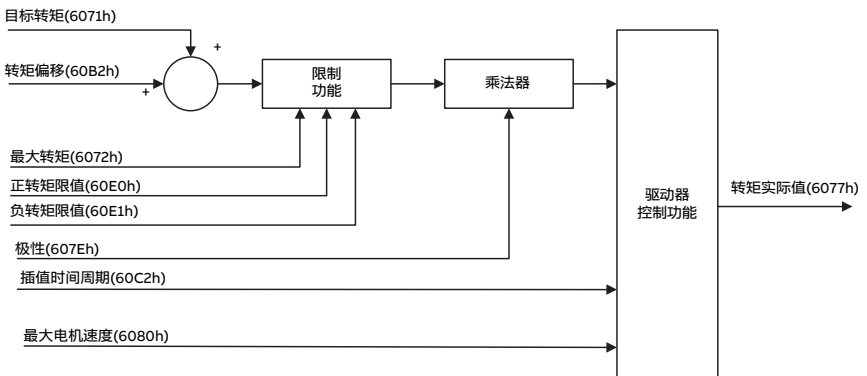 目标转矩(6071h)
+
转矩偏移(60B2h)
+
限制
功能
乘法器
最大转矩(6072h)
正转矩限值(60E0h)
负转矩限值(60E1h)
驱动器
控制功能
转矩实际值(6077h)
极性(607Eh)
插值时间周期(60C2h)
最大电机速度(6080h)